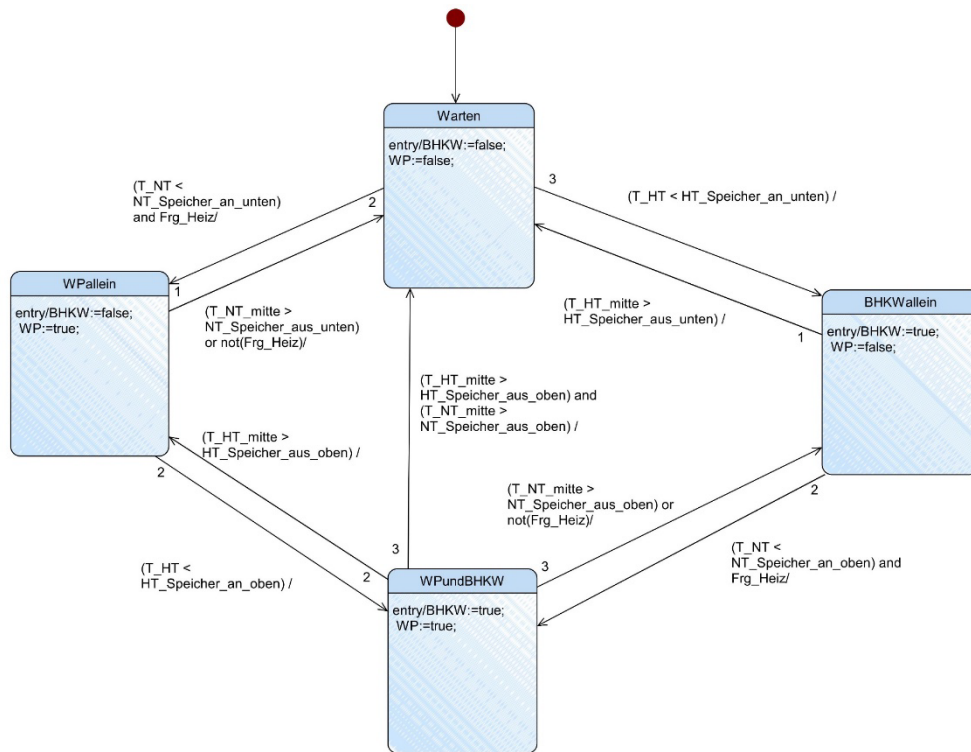 Warten
entry/BHKW:=false;
WP:=false;
3
2
(T_NT <
NT_Speicher_an_unten)
and Frg_Heiz/
(T_HT < HT_Speicher_an_unten) /
WPallein
entry/BHKW:=false;
WP:=true;
1
(T_NT_mitte >
NT_Speicher_aus_unten)
or not(Frg_Heiz)/
(T_HT_mitte >
HT_Speicher_aus_unten) /
1
BHKWallein
entry/BHKW:=true;
WP:=false;
(T_HT_mitte >
HT_Speicher_aus_oben) and
(T_NT_mitte >
NT_Speicher_aus_oben) /
(T_HT_mitte >
HT_Speicher_aus_oben) /
2
(T_NT_mitte >
NT_Speicher_aus_oben) or
not(Frg_Heiz)/
2
(T_HT <
HT_Speicher_an_oben) /
(T_NT <
NT_Speicher_an_oben) and
Frg_Heiz/
3
2
3
WPundBHKW
entry/BHKW:=true;
WP:=true;